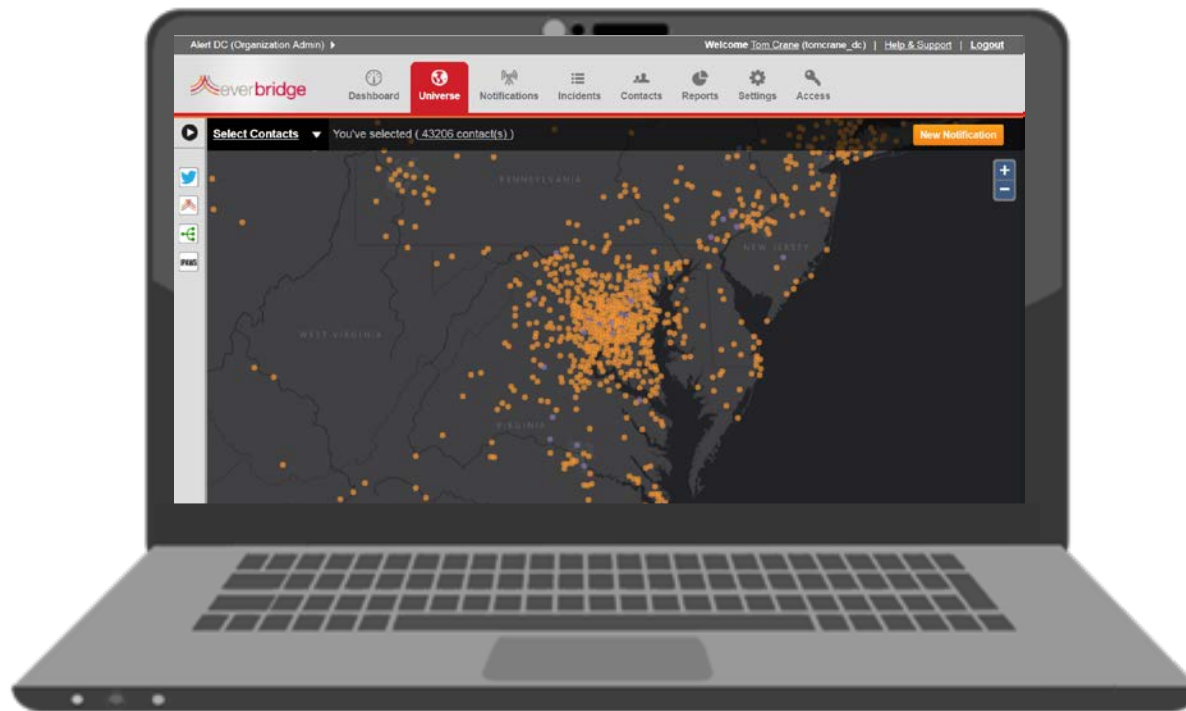 Alert DC (Organization Admin)
Welcome Tom Crane (tomcrane_dc) | Help & Support | Logout
everbridge
Dashboard
Universe
Notifications
Incidents
Contacts
Reports
Settings
Access
Select Contacts
You've selected ( 43206 contact(s) )
New Notification
PENNSYLVANIA
+
−
NEW JERSEY
IPAWS
WEST VIRGINIA
VIRGINIA